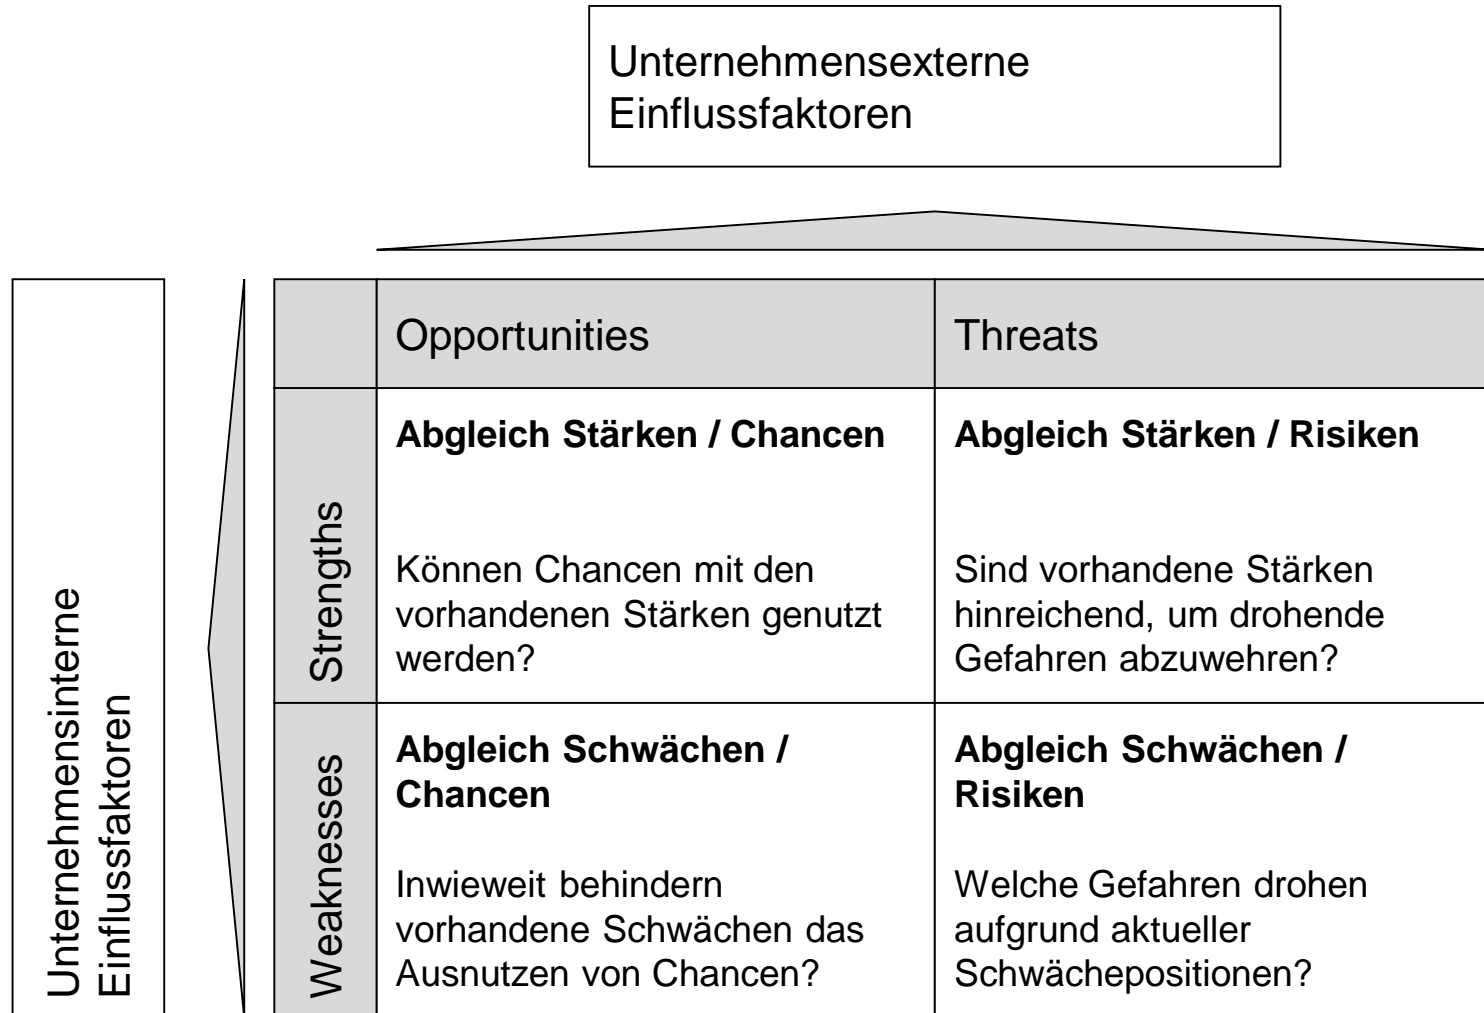 Unternehmensexterne
Einflussfaktoren
Unternehmensinterne
Einflussfaktoren
Opportunities
Threats
Strengths
Abgleich Stärken / Chancen
Können Chancen mit den
vorhandenen Stärken genutzt
werden?
Abgleich Stärken / Risiken
Sind vorhandene Stärken
hinreichend, um drohende
Gefahren abzuwehren?
Weaknesses
Abgleich Schwächen /
Chancen
Inwieweit behindern
vorhandene Schwächen das
Ausnutzen von Chancen?
Abgleich Schwächen /
Risiken
Welche Gefahren drohen
aufgrund aktueller
Schwächepositionen?